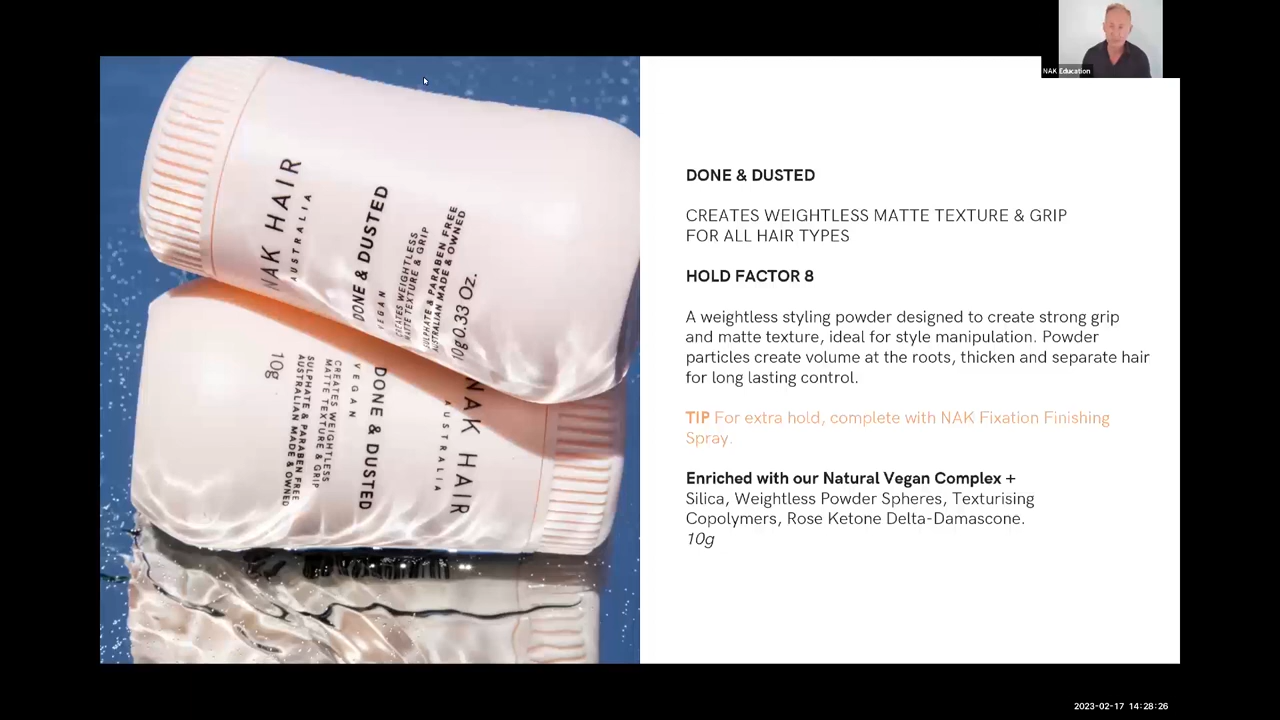 NAK Education
NAK HAIR
AUSTRALIA
DONE & DUSTED
VEGAN
CREATES WEIGHTLESS
MATTE TEXTURE & GRIP
SULPHATE & PARABEN FREE
AUSTRALIAN MADE & OWNED
10g 0.33 Oz.
NAK HAIR
AUSTRALIA
DONE & DUSTED
VEGAN
CREATES WEIGHTLESS
MATTE TEXTURE & GRIP
SULPHATE & PARABEN FREE
AUSTRALIAN MADE & OWNED
10g
DONE & DUSTED
CREATES WEIGHTLESS MATTE TEXTURE & GRIP
FOR ALL HAIR TYPES
HOLD FACTOR 8
A weightless styling powder designed to create strong grip
and matte texture, ideal for style manipulation. Powder
particles create volume at the roots, thicken and separate hair
for long lasting control.
TIP For extra hold, complete with NAK Fixation Finishing
Spray.
Enriched with our Natural Vegan Complex +
Silica, Weightless Powder Spheres, Texturising
Copolymers, Rose Ketone Delta-Damascone.
10g
2023-02-17 14:28:26